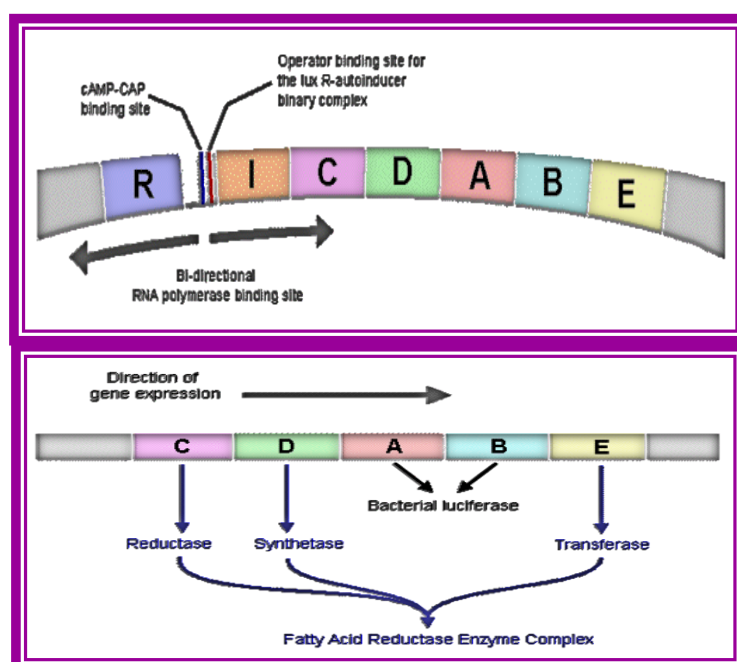 Operator binding site for
the lux R-autoinducer
binary complex
cAMP-CAP
binding site
R I C D A B E
Bi-directional
RNA polymerase binding site
Direction of
gene expression
C D A B E
Bacterial luciferase
Reductase Synthetase Transferase
Fatty Acid Reductase Enzyme Complex